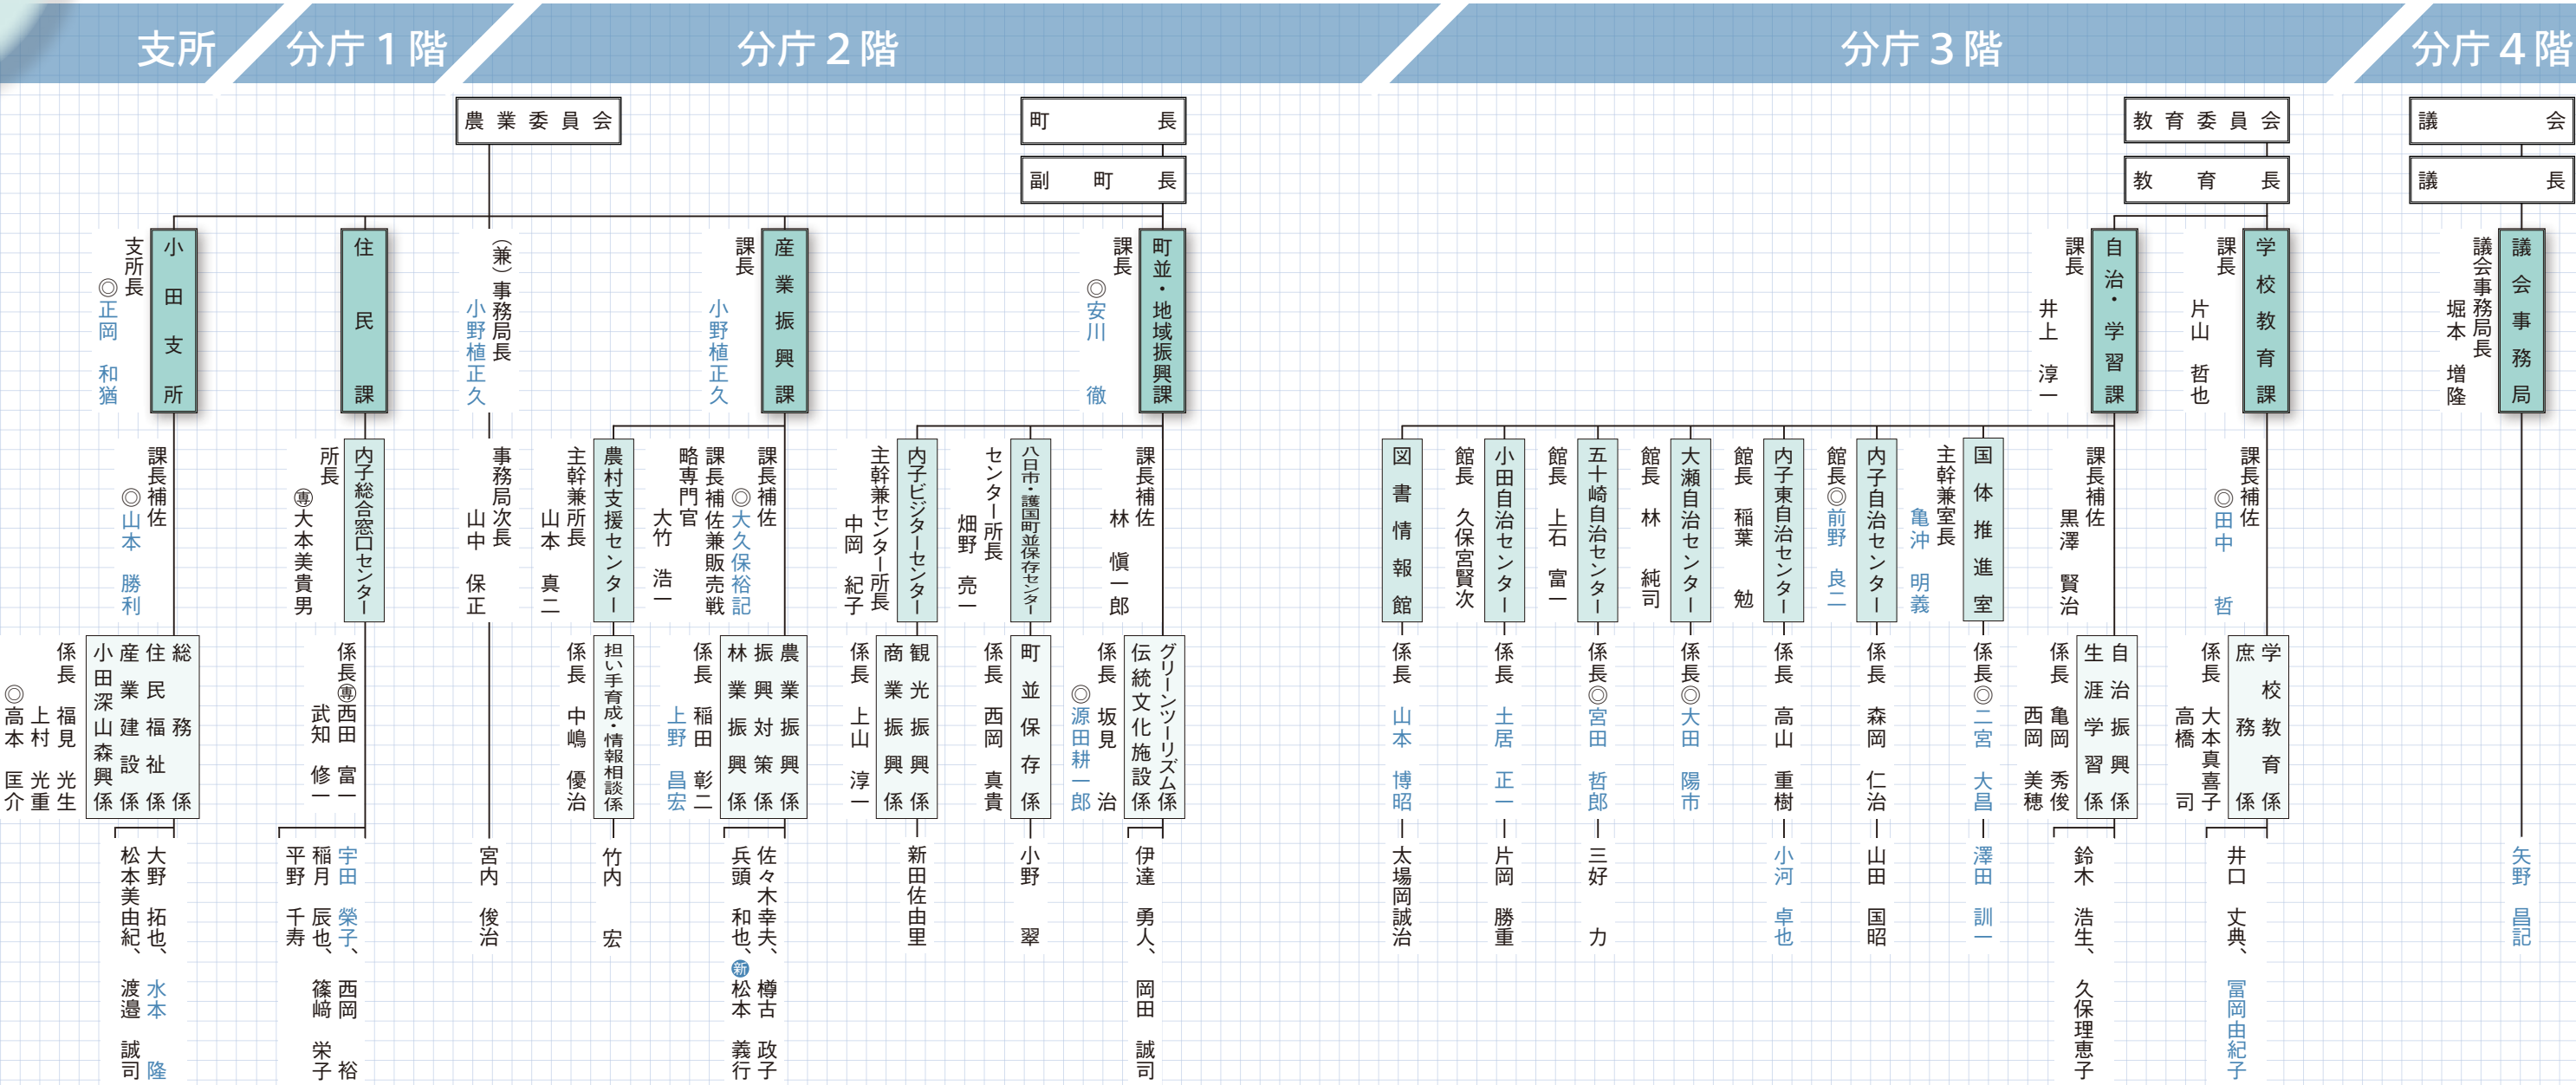 支所
分庁１階
分庁２階
分庁３階
分庁４階
議会
議長
議会事務局
議会事務局長
堀本　増隆
矢野　昌記
教育委員会
教育長
学校教育課
課長
片山　哲也
課長補佐
◎田中　哲
学校教育係
庶務係
係長　大本真喜子
高橋　司
井口　丈典、冨岡由紀子
自治・学習課
課長
井上　淳一
課長補佐
黒澤　賢治
自治振興係
生涯学習係
係長　亀岡　秀俊
西岡　美穂
鈴木　浩生、久保理恵子
国体推進室
主幹兼室長
亀沖　明義
係長◎二宮　大昌
澤田　訓一
内子自治センター
館長◎前野　良二
係長　森岡　仁治
山田　国昭
内子東自治センター
館長　稲葉　勉
係長　高山　重樹
小河　卓也
大瀬自治センター
館長　林　純司
係長◎大田　陽市
五十崎自治センター
館長　上石　富一
係長◎宮田　哲郎
三好　力
小田自治センター
館長　久保宮賢次
係長　土居　正一
片岡　勝重
図書情報館
係長　山本　博昭
太場岡誠治
町長
副町長
町並・地域振興課
課長
◎安川　徹
課長補佐
林　愼一郎
グリーンツーリズム係
伝統文化施設係
係長　坂見　治
◎源田耕一郎
伊達　勇人、岡田　誠司
八日市・護国町並保存センター
センター所長
畑野　亮一
町並保存係
係長　西岡　真貴
小野　翠
内子ビジターセンター
主幹兼センター所長
中岡　紀子
観光振興係
商業振興係
係長　上山　淳一
新田佐由里
産業振興課
課長
小野植正久
課長補佐
◎大久保裕記
課長補佐兼販売戦
略専門官
大竹　浩一
農業振興係
振興対策係
林業振興係
係長　稲田　彰二
上野　昌宏
佐々木幸夫、樽古　政子
兵頭　和也、新松本　義行
農村支援センター
主幹兼所長
山本　真二
担い手育成・情報相談係
係長　中嶋　優治
竹内　宏
農業委員会
（兼）事務局長
小野植正久
事務局次長
山中　保正
宮内　俊治
住民課
内子総合窓口センター
所長
専大本美貴男
係長専西田　富一
武知　修一
宇田　榮子、西岡　裕
稲月　辰也、篠﨑　栄子
平野　千寿
小田支所
支所長
◎正岡　和猶
課長補佐
◎山本　勝利
総務係
住民福祉係
産業建設係
小田深山森興係
係長　福見　光生
上村　光重
◎高本　匡介
大野　拓也、水本　隆
松本美由紀、渡邉　誠司